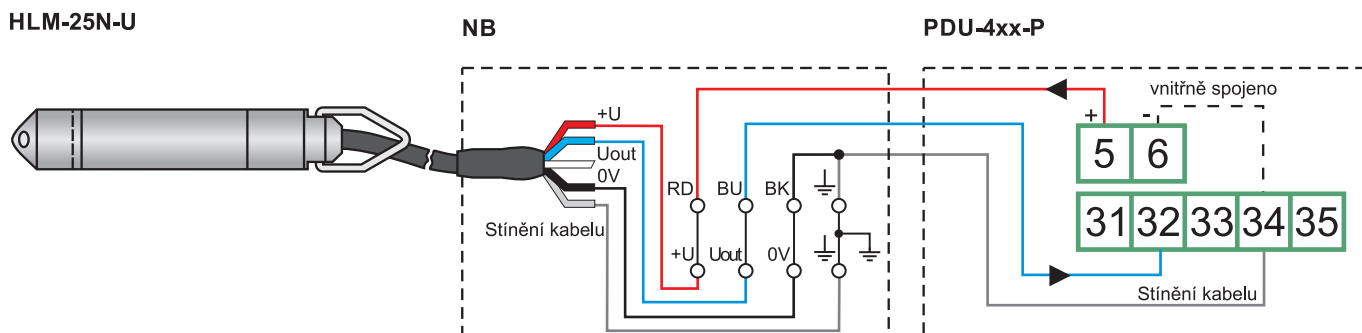 HLM-25N-U
NB
PDU-4xx-P
vnitřně spojeno
+U
Uout
0V
Stínění kabelu
RD BU BK
+U Uout 0V
+ -
5 6
31 32 33 34 35
Stínění kabelu